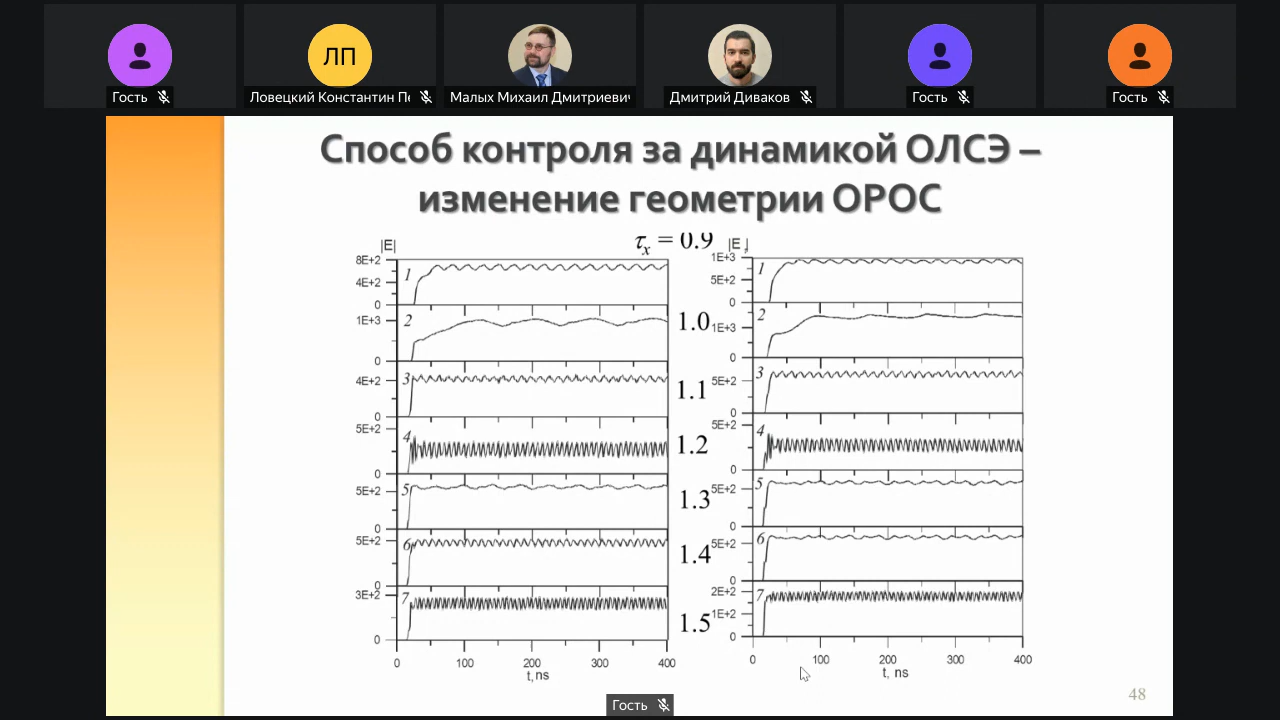 Гость
ЛП
Ловецкий Константин Пе
Малых Михаил Дмитриевич
Дмитрий Диваков
Гость
Гость
Способ контроля за динамикой ОЛСЭ –
изменение геометрии ОРОС
|E|
τx = 0.9
|E|
8E+2
4E+2
0
1
1E+3
5E+2
0
1
1E+3
0
2
1.0
1E+3
0
2
4E+2
0
3
1.1
5E+2
0
3
5E+2
0
4
1.2
5E+2
0
4
5E+2
0
5
1.3
5E+2
0
5
5E+2
0
6
1.4
5E+2
0
6
3E+2
0
7
1.5
2E+2
1E+2
0
7
0 100 200 300 400
t, ns
0 100 200 300 400
t, ns
48
Гость